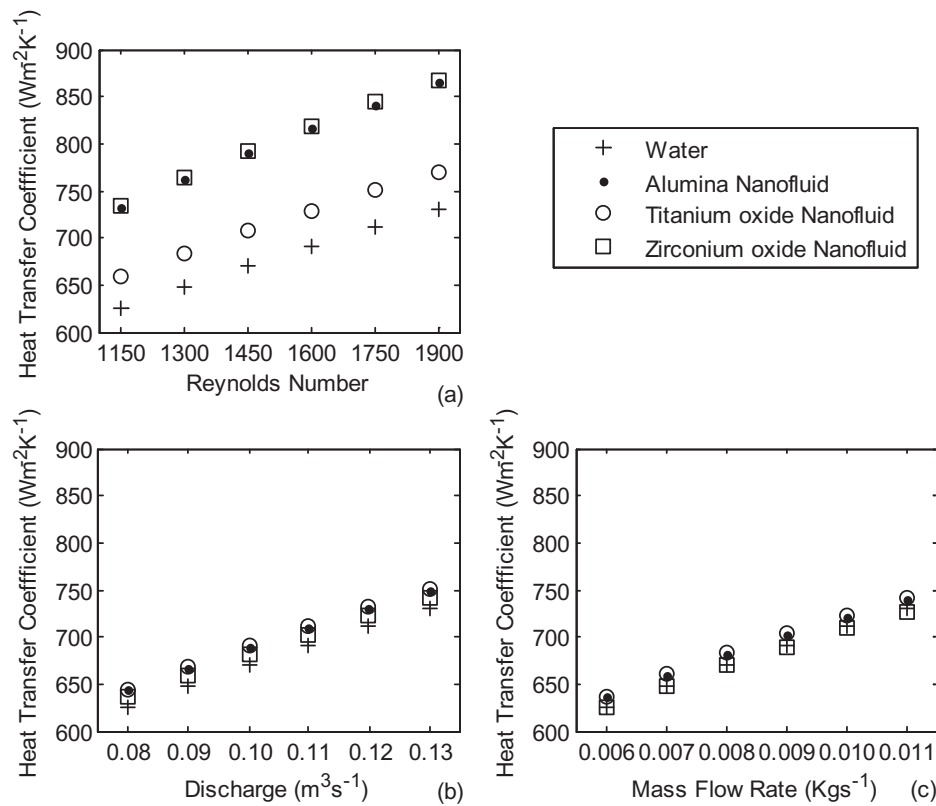 900
850
800
750
700
650
600
Heat Transfer Coeffficient (Wm⁻²K⁻¹)
1150 1300 1450 1600 1750 1900
Reynolds Number
(a)
Water
Alumina Nanofluid
Titanium oxide Nanofluid
Zirconium oxide Nanofluid
900
850
800
750
700
650
600
Heat Transfer Coeffficient (Wm⁻²K⁻¹)
0.08 0.09 0.10 0.11 0.12 0.13
Discharge (m³s⁻¹)
(b)
900
850
800
750
700
650
600
Heat Transfer Coeffficient (Wm⁻²K⁻¹)
0.006 0.007 0.008 0.009 0.010 0.011
Mass Flow Rate (Kgs⁻¹)
(c)